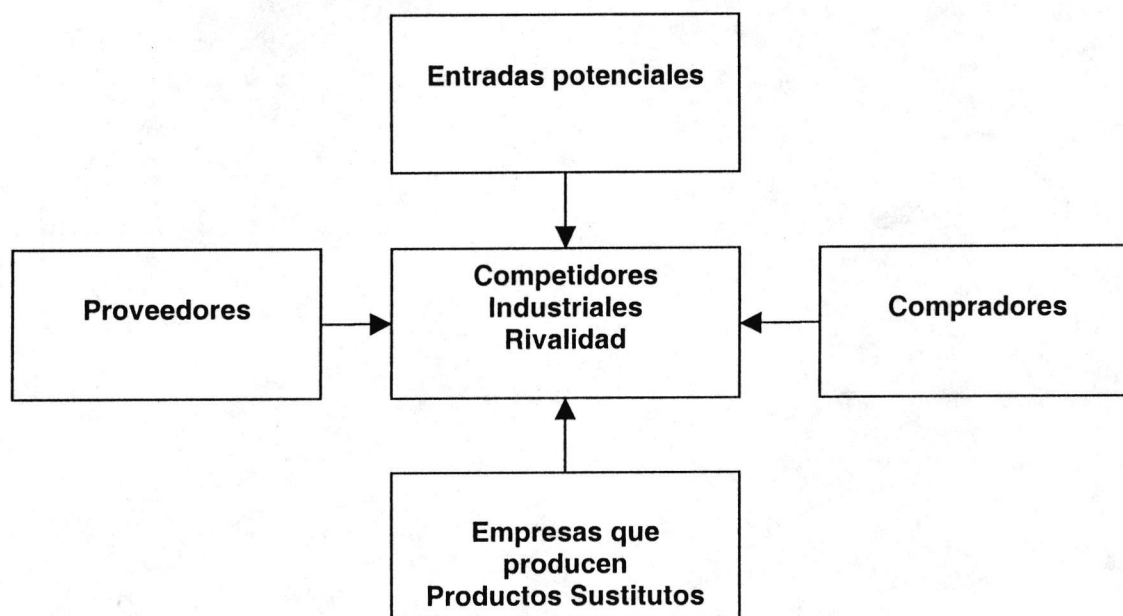 Entradas potenciales
Proveedores
Competidores
Industriales
Rivalidad
Compradores
Empresas que
producen
Productos Sustitutos